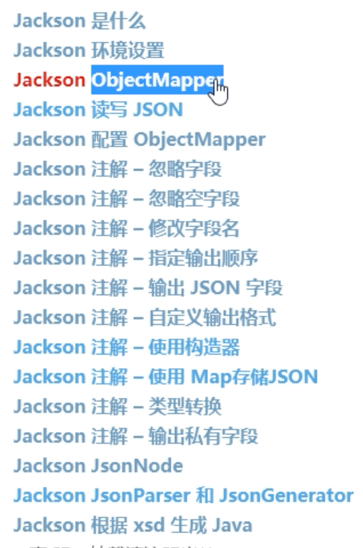 Jackson 是什么
Jackson 环境设置
Jackson ObjectMapper
Jackson 读写 JSON
Jackson 配置 ObjectMapper
Jackson 注解 – 忽略字段
Jackson 注解 – 忽略空字段
Jackson 注解 – 修改字段名
Jackson 注解 – 指定输出顺序
Jackson 注解 – 输出 JSON 字段
Jackson 注解 – 自定义输出格式
Jackson 注解 – 使用构造器
Jackson 注解 – 使用 Map存储JSON
Jackson 注解 – 类型转换
Jackson 注解 – 输出私有字段
Jackson JsonNode
Jackson JsonParser 和 JsonGenerator
Jackson 根据 xsd 生成 Java